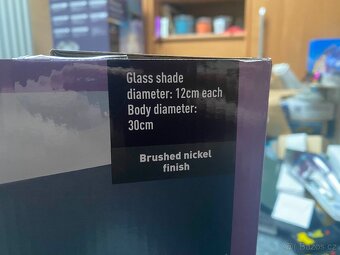 Glass shade
diameter: 12cm each
Body diameter:
30cm
Brushed nickel
finish